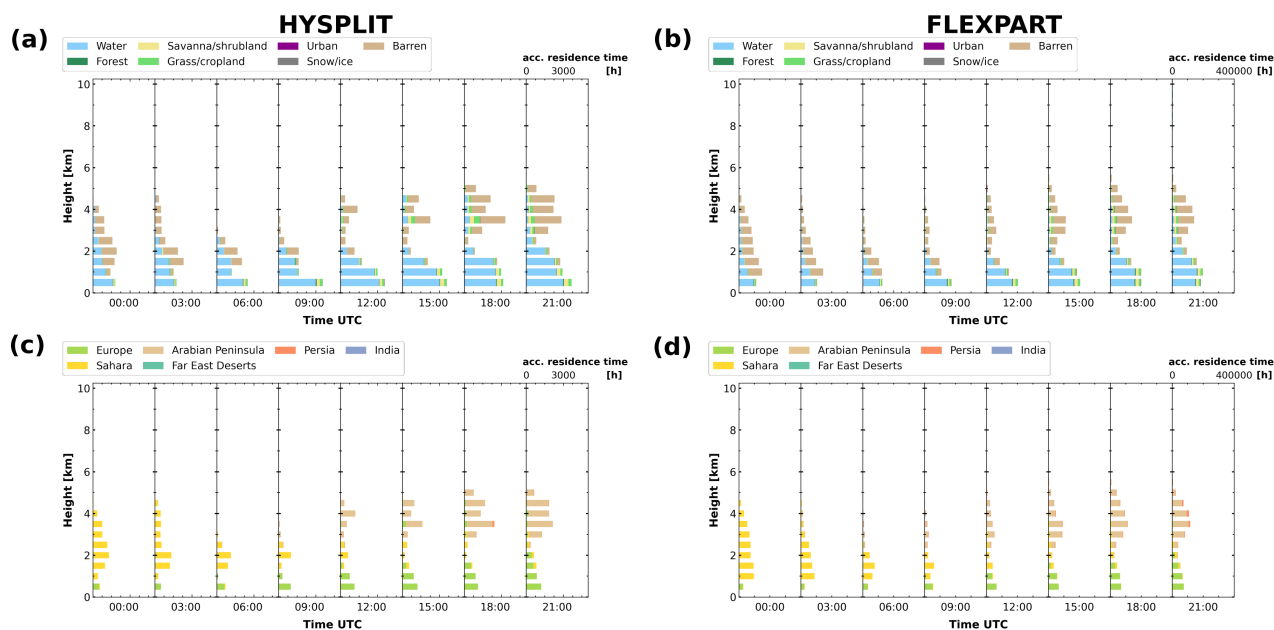 HYSPLIT
FLEXPART
(a)
Water
Savanna/shrubland
Urban
Barren
Forest
Grass/cropland
Snow/ice
acc. residence time
0 3000 [h]
10
8
6
4
2
0
Height [km]
00:00 03:00 06:00 09:00 12:00 15:00 18:00 21:00
Time UTC
(b)
Water
Savanna/shrubland
Urban
Barren
Forest
Grass/cropland
Snow/ice
acc. residence time
0 400000 [h]
10
8
6
4
2
0
Height [km]
00:00 03:00 06:00 09:00 12:00 15:00 18:00 21:00
Time UTC
(c)
Europe
Arabian Peninsula
Persia
India
Sahara
Far East Deserts
acc. residence time
0 3000 [h]
10
8
6
4
2
0
Height [km]
00:00 03:00 06:00 09:00 12:00 15:00 18:00 21:00
Time UTC
(d)
Europe
Arabian Peninsula
Persia
India
Sahara
Far East Deserts
acc. residence time
0 400000 [h]
10
8
6
4
2
0
Height [km]
00:00 03:00 06:00 09:00 12:00 15:00 18:00 21:00
Time UTC